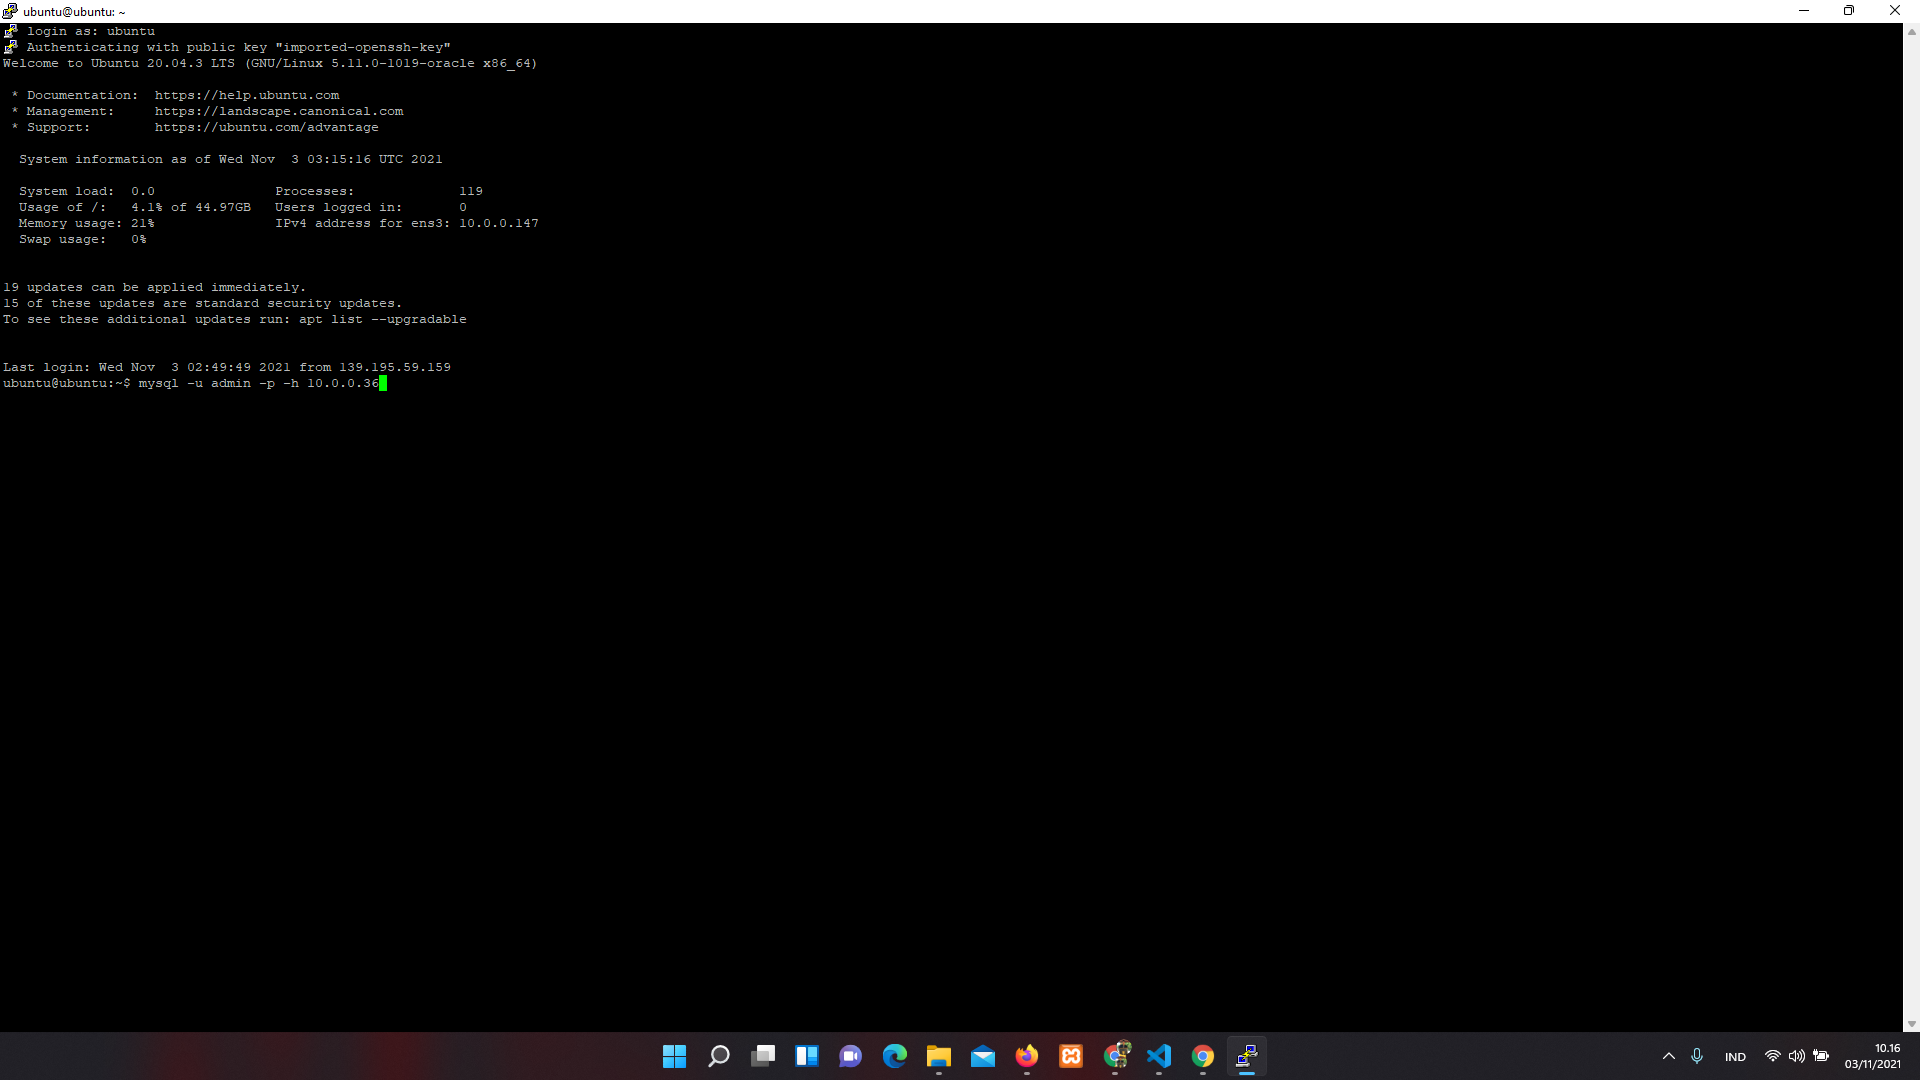 ubuntu@ubuntu: ~
login as: ubuntu
Authenticating with public key "imported-openssh-key"
Welcome to Ubuntu 20.04.3 LTS (GNU/Linux 5.11.0-1019-oracle x86_64)
* Documentation:  https://help.ubuntu.com
* Management:     https://landscape.canonical.com
* Support:        https://ubuntu.com/advantage
System information as of Wed Nov  3 03:15:16 UTC 2021
System load:  0.0               Processes:             119
Usage of /:   4.1% of 44.97GB   Users logged in:       0
Memory usage: 21%               IPv4 address for ens3: 10.0.0.147
Swap usage:   0%
19 updates can be applied immediately.
15 of these updates are standard security updates.
To see these additional updates run: apt list --upgradable
Last login: Wed Nov  3 02:49:49 2021 from 139.195.59.159
ubuntu@ubuntu:~$ mysql -u admin -p -h 10.0.0.36
IND
10.16
03/11/2021